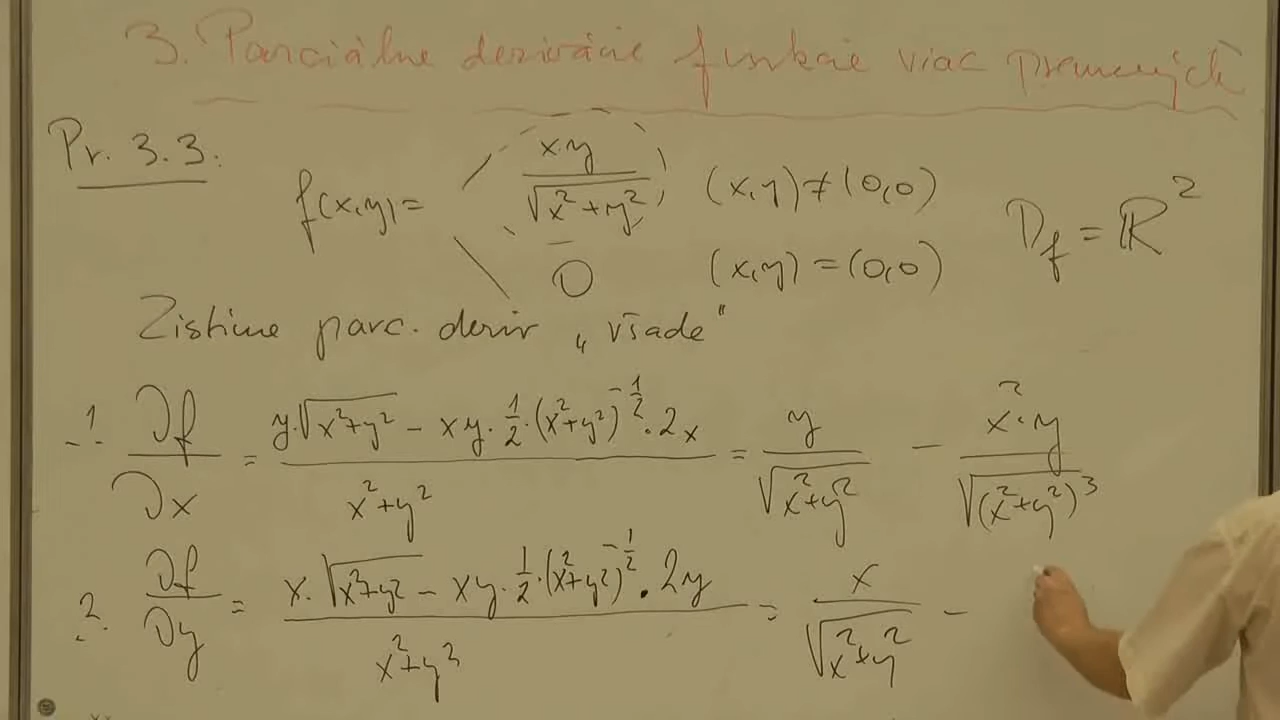 3. Parciálne derivácie funkcie viac premenných
Pr. 3.3.
f(x,y) = x·y / √(x²+y²) (x,y) ≠ (0,0)
0 (x,y) = (0,0)
D_f = ℝ²
Zistime parc. deriv „všade“
1. ∂f/∂x = (y·√(x²+y²) − xy·½·(x²+y²)^(−½)·2x) / (x²+y²) = y/√(x²+y²) − x²·y/√((x²+y²)³)
2. ∂f/∂y = (x·√(x²+y²) − xy·½·(x²+y²)^(−½)·2y) / (x²+y²) = x/√(x²+y²) −